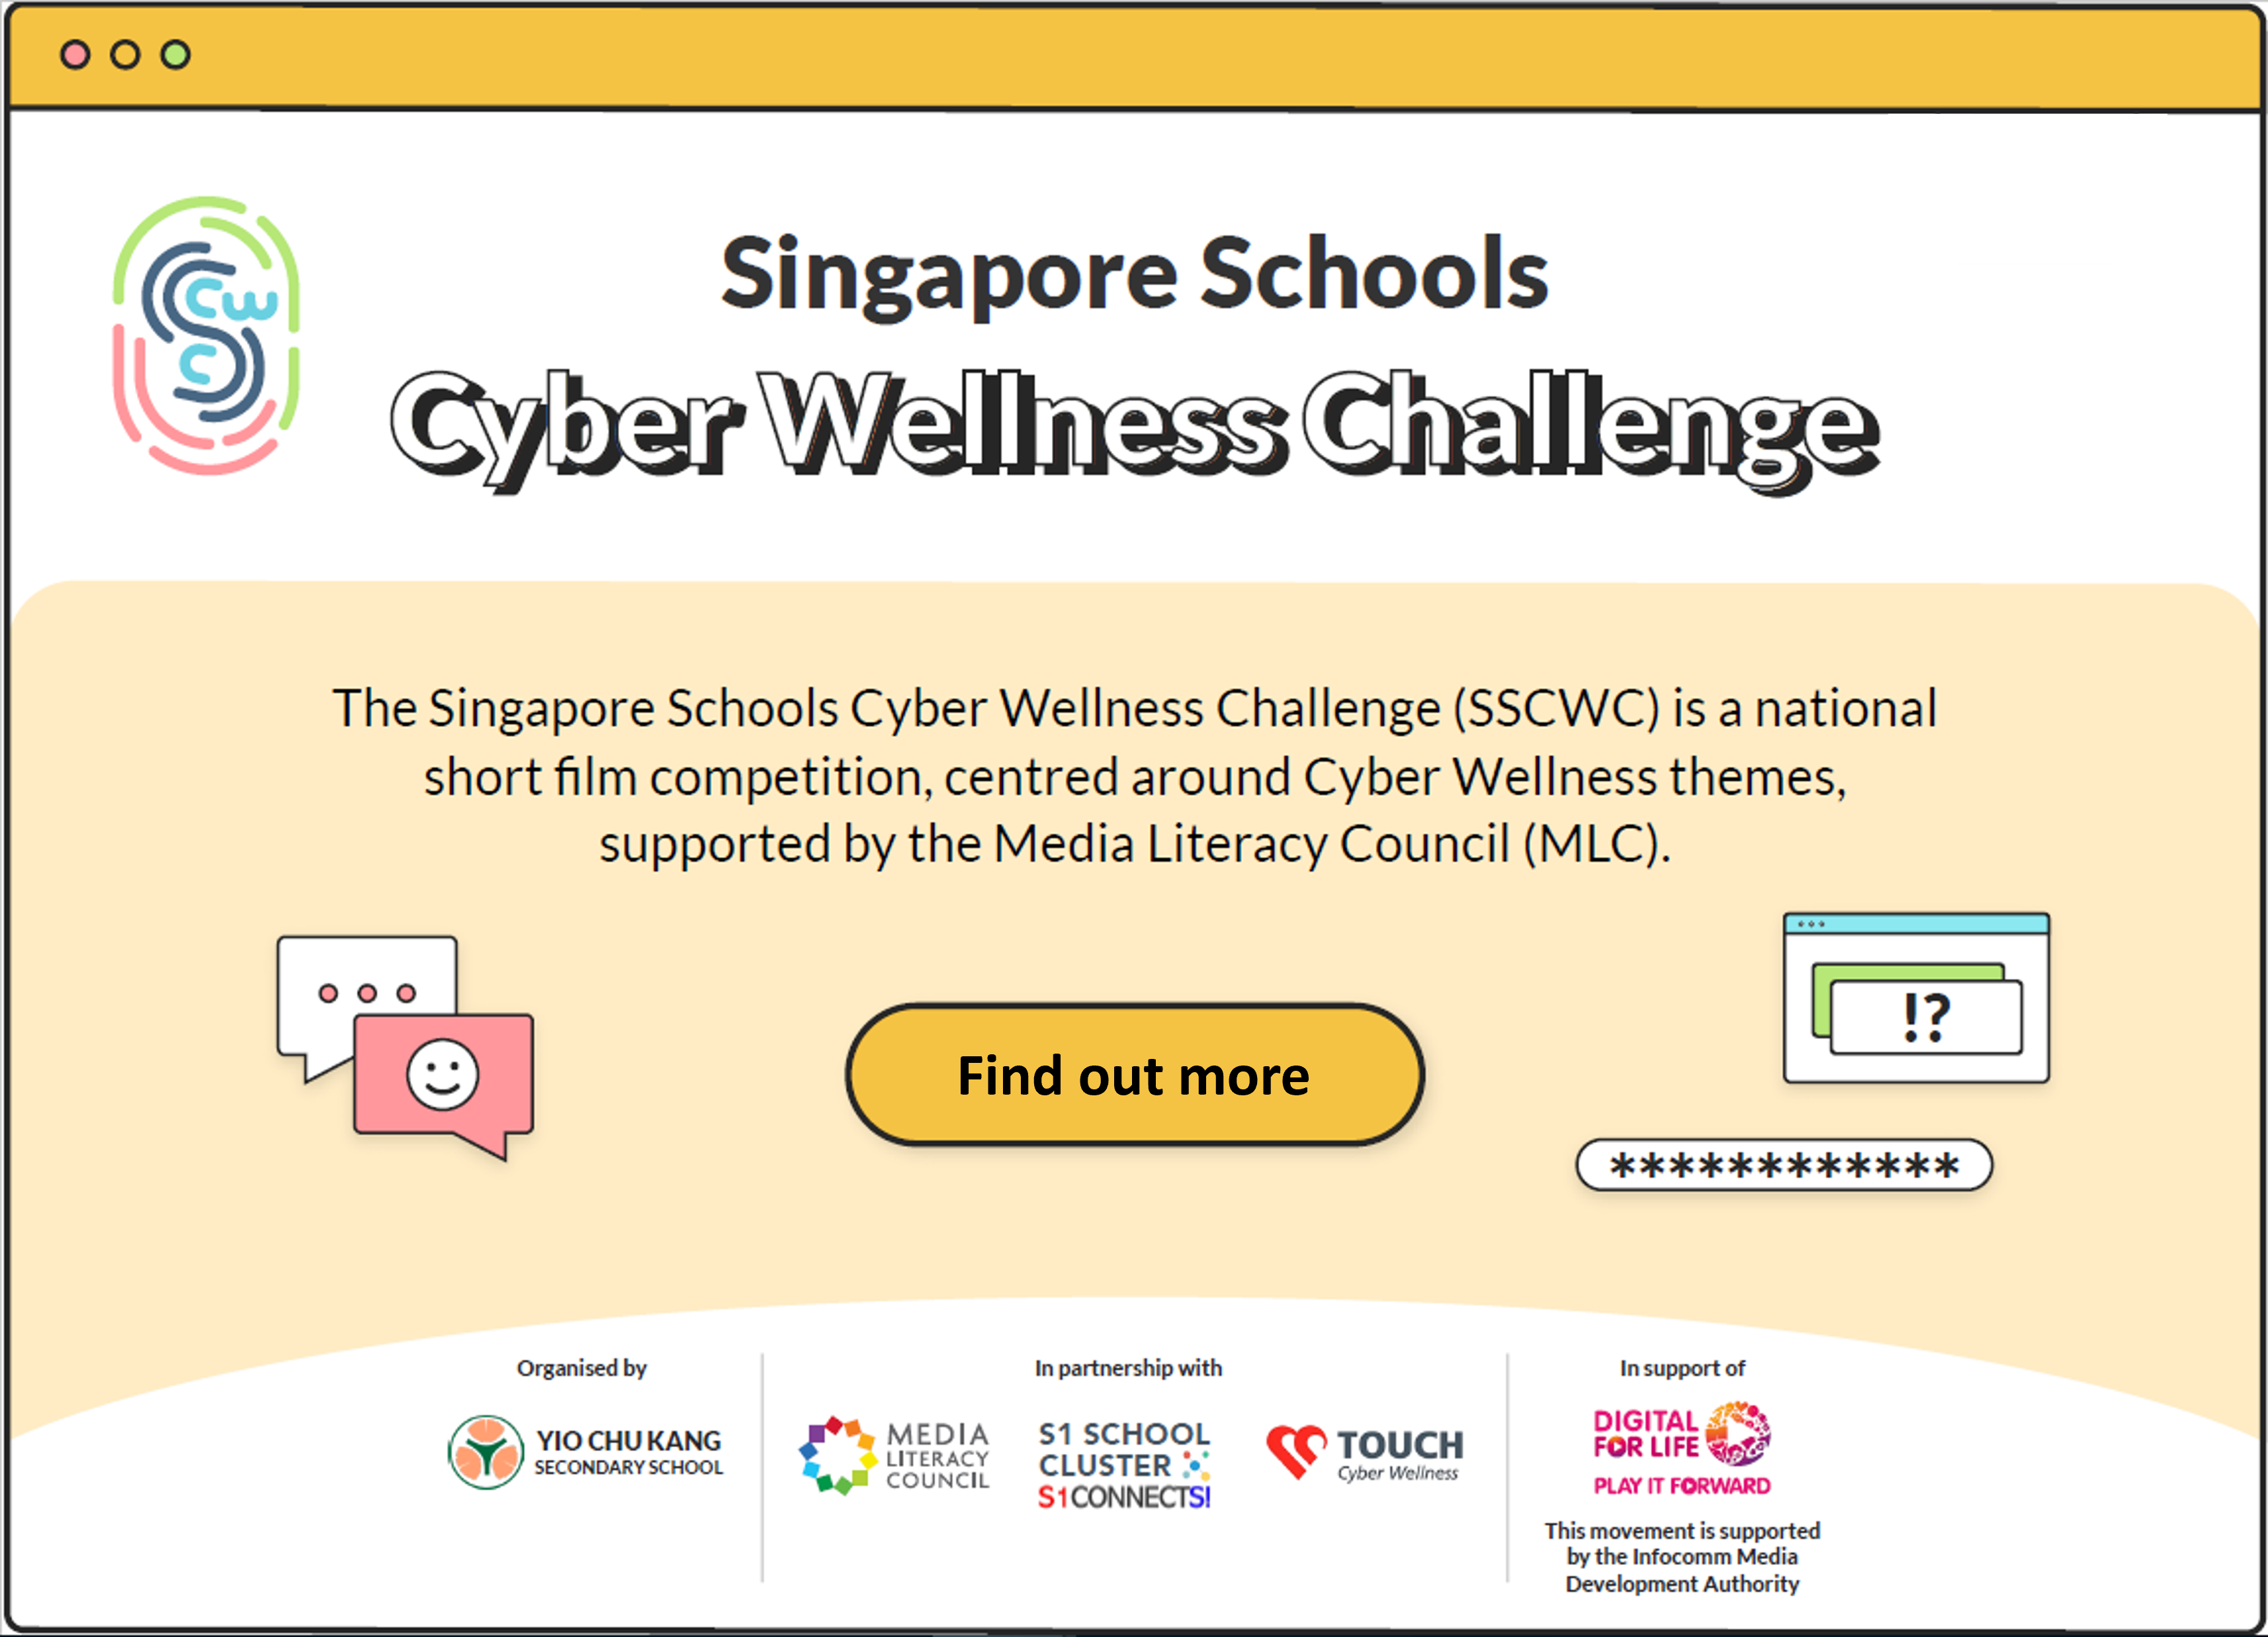 Singapore Schools
Cyber Wellness Challenge
S
cw
c
The Singapore Schools Cyber Wellness Challenge (SSCWC) is a national
short film competition, centred around Cyber Wellness themes,
supported by the Media Literacy Council (MLC).
!?
Find out more
************
Organised by
YIO CHU KANG
SECONDARY SCHOOL
In partnership with
MEDIA
LITERACY
COUNCIL
S1 SCHOOL
CLUSTER
S1CONNECTS!
TOUCH
Cyber Wellness
In support of
DIGITAL
FOR LIFE
PLAY IT FORWARD
This movement is supported
by the Infocomm Media
Development Authority